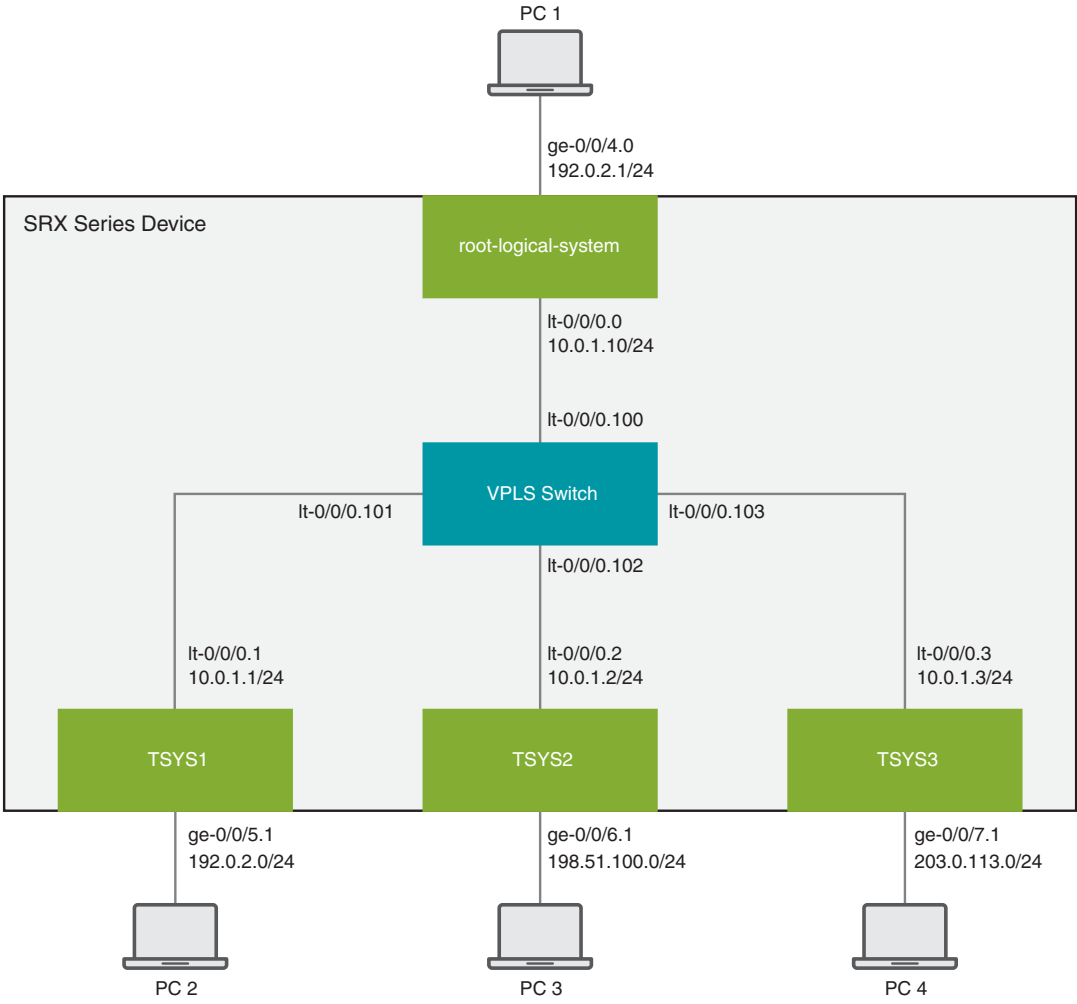 PC 1
ge-0/0/4.0
192.0.2.1/24
SRX Series Device
root-logical-system
lt-0/0/0.0
10.0.1.10/24
lt-0/0/0.100
VPLS Switch
lt-0/0/0.101
lt-0/0/0.103
lt-0/0/0.102
lt-0/0/0.1
10.0.1.1/24
lt-0/0/0.2
10.0.1.2/24
lt-0/0/0.3
10.0.1.3/24
TSYS1
TSYS2
TSYS3
ge-0/0/5.1
192.0.2.0/24
ge-0/0/6.1
198.51.100.0/24
ge-0/0/7.1
203.0.113.0/24
PC 2
PC 3
PC 4